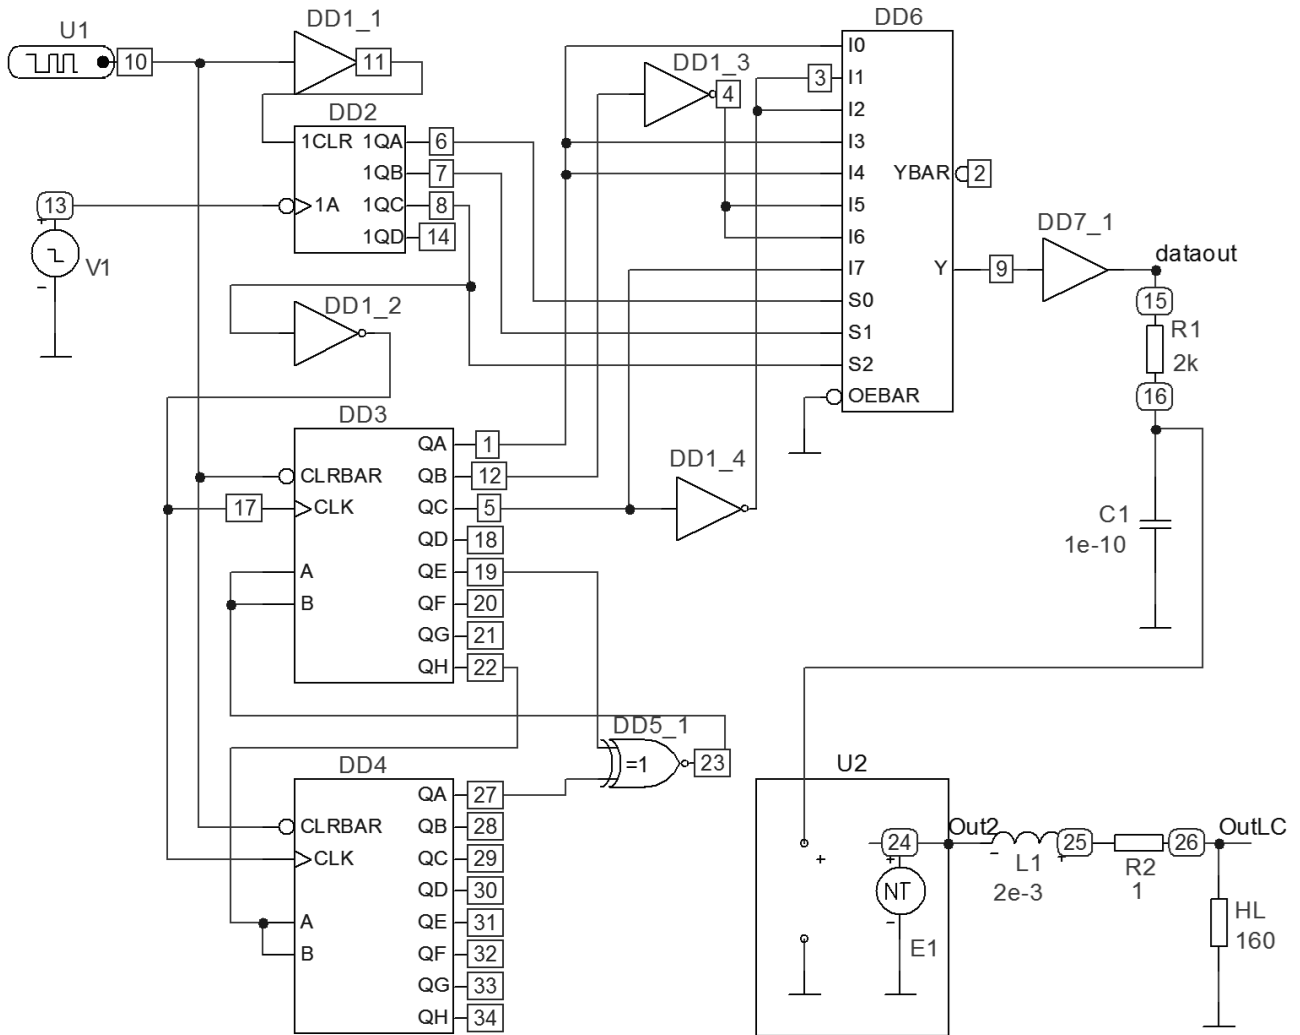 U1
10
DD1_1
11
DD2
1CLR 1QA 6
1QB 7
1A 1QC 8
1QD 14
13
+
V1
−
DD1_2
DD1_3
4
DD6
I0
3 I1
I2
I3
I4 YBAR 2
I5
I6
I7 Y 9
S0
S1
S2
OEBAR
DD7_1
dataout
15
R1
2k
16
C1
1e-10
DD3
QA 1
CLRBAR QB 12
17 CLK QC 5
QD 18
A QE 19
B QF 20
QG 21
QH 22
DD1_4
DD5_1
=1
23
DD4
QA 27
CLRBAR QB 28
CLK QC 29
QD 30
A QE 31
B QF 32
QG 33
QH 34
U2
+
24
+
NT
−
E1
Out2
−
L1
+
2e-3
25
R2
1
26
OutLC
HL
160